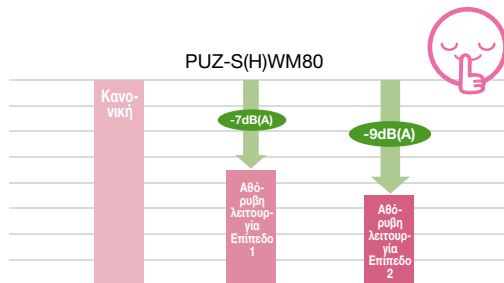 PUZ-S(H)WM80
Κανο-
νική
-7dB(A)
-9dB(A)
Αθό-
ρυβη
λειτουρ-
γία
Επίπεδο
1
Αθό-
ρυβη
λειτουρ-
γία
Επίπεδο
2